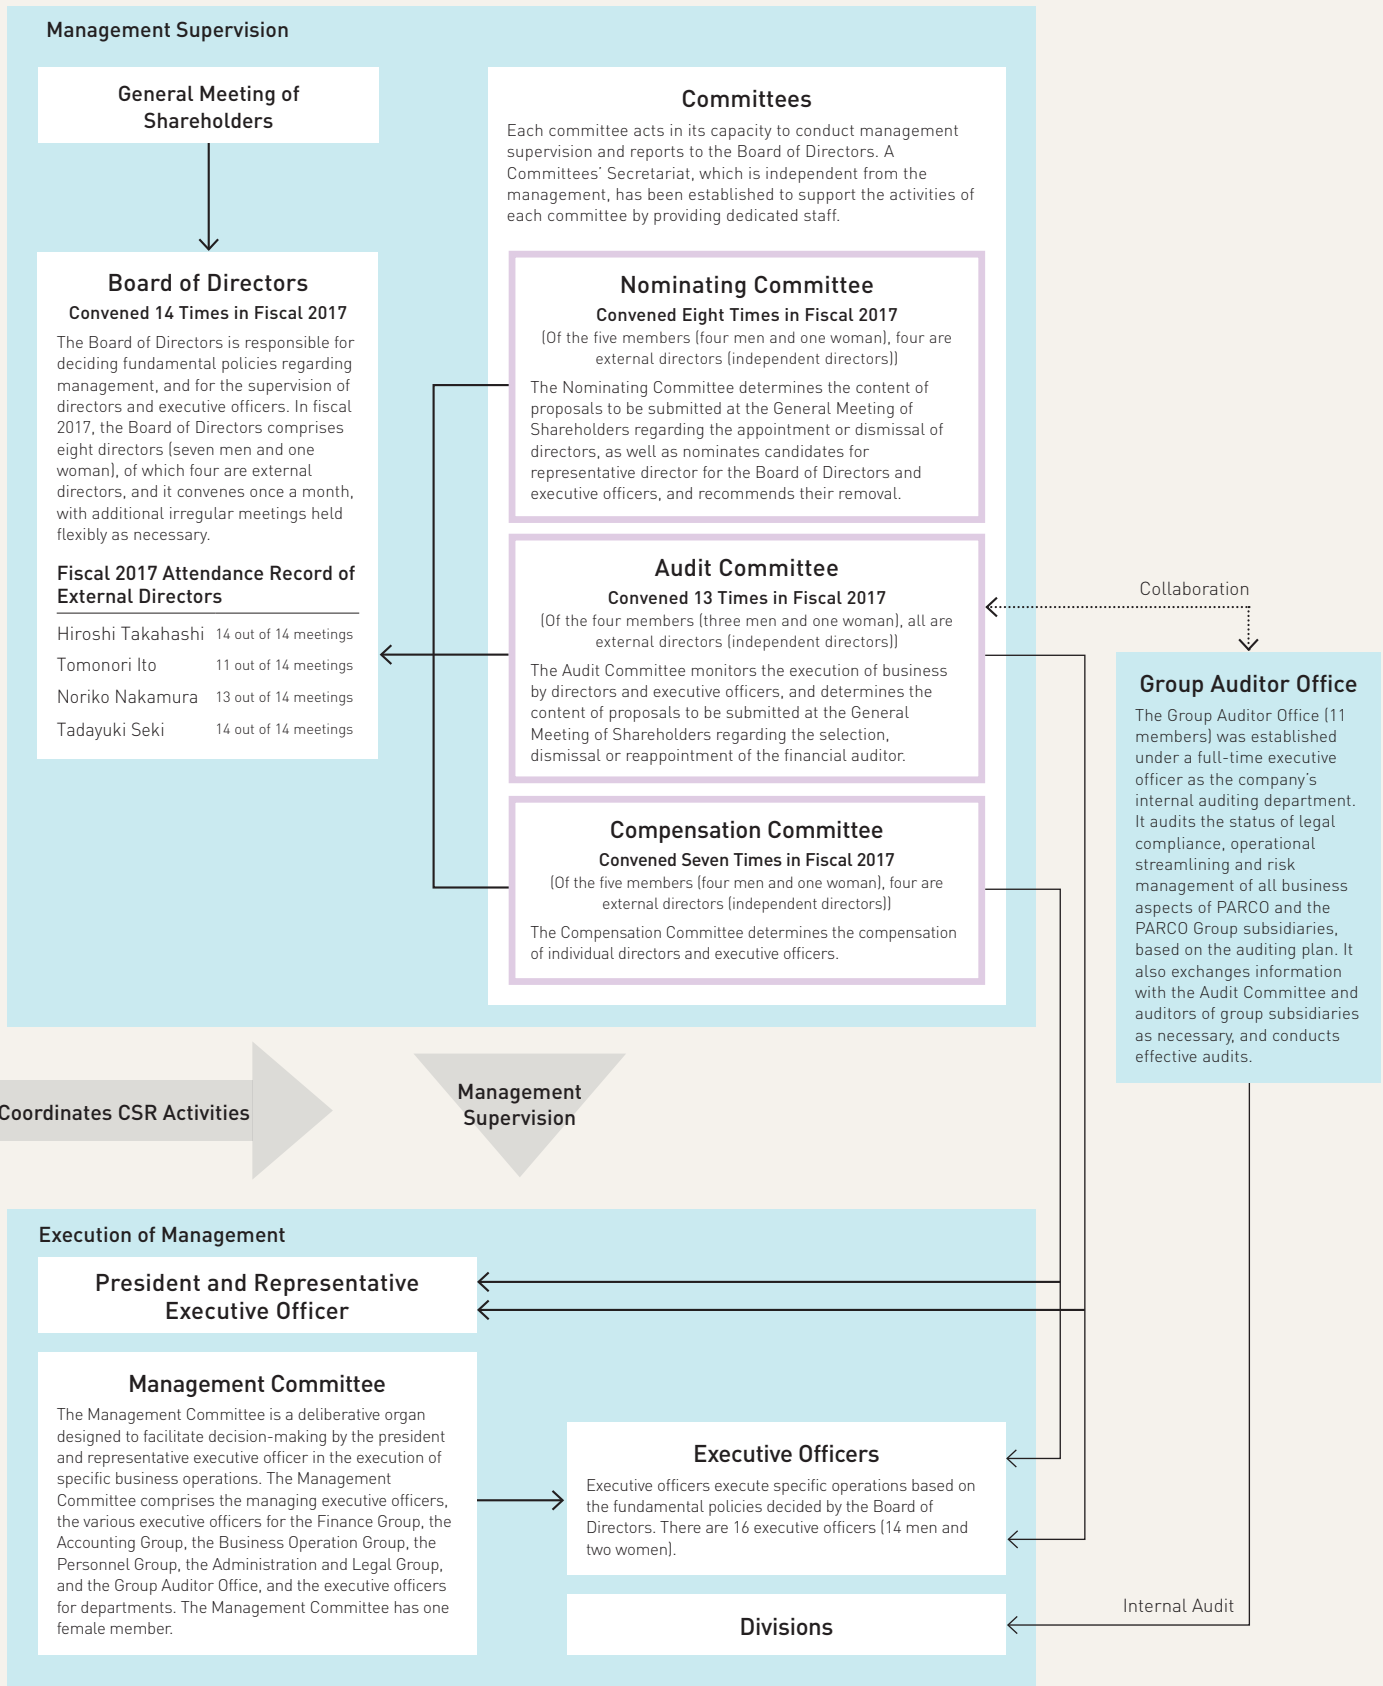 Management Supervision
General Meeting of
Shareholders
Board of Directors
Convened 14 Times in Fiscal 2017
The Board of Directors is responsible for
deciding fundamental policies regarding
management, and for the supervision of
directors and executive officers. In fiscal
2017, the Board of Directors comprises
eight directors (seven men and one
woman), of which four are external
directors, and it convenes once a month,
with additional irregular meetings held
flexibly as necessary.
Fiscal 2017 Attendance Record of
External Directors
Hiroshi Takahashi 14 out of 14 meetings
Tomonori Ito 11 out of 14 meetings
Noriko Nakamura 13 out of 14 meetings
Tadayuki Seki 14 out of 14 meetings
Committees
Each committee acts in its capacity to conduct management
supervision and reports to the Board of Directors. A
Committees' Secretariat, which is independent from the
management, has been established to support the activities of
each committee by providing dedicated staff.
Nominating Committee
Convened Eight Times in Fiscal 2017
(Of the five members (four men and one woman), four are
external directors (independent directors))
The Nominating Committee determines the content of
proposals to be submitted at the General Meeting of
Shareholders regarding the appointment or dismissal of
directors, as well as nominates candidates for
representative director for the Board of Directors and
executive officers, and recommends their removal.
Audit Committee
Convened 13 Times in Fiscal 2017
(Of the four members (three men and one woman), all are
external directors (independent directors))
The Audit Committee monitors the execution of business
by directors and executive officers, and determines the
content of proposals to be submitted at the General
Meeting of Shareholders regarding the selection,
dismissal or reappointment of the financial auditor.
Compensation Committee
Convened Seven Times in Fiscal 2017
(Of the five members (four men and one woman), four are
external directors (independent directors))
The Compensation Committee determines the compensation
of individual directors and executive officers.
Collaboration
Group Auditor Office
The Group Auditor Office (11
members) was established
under a full-time executive
officer as the company's
internal auditing department.
It audits the status of legal
compliance, operational
streamlining and risk
management of all business
aspects of PARCO and the
PARCO Group subsidiaries,
based on the auditing plan. It
also exchanges information
with the Audit Committee and
auditors of group subsidiaries
as necessary, and conducts
effective audits.
Coordinates CSR Activities
Management
Supervision
Execution of Management
President and Representative
Executive Officer
Management Committee
The Management Committee is a deliberative organ
designed to facilitate decision-making by the president
and representative executive officer in the execution of
specific business operations. The Management
Committee comprises the managing executive officers,
the various executive officers for the Finance Group, the
Accounting Group, the Business Operation Group, the
Personnel Group, the Administration and Legal Group,
and the Group Auditor Office, and the executive officers
for departments. The Management Committee has one
female member.
Executive Officers
Executive officers execute specific operations based on
the fundamental policies decided by the Board of
Directors. There are 16 executive officers (14 men and
two women).
Internal Audit
Divisions